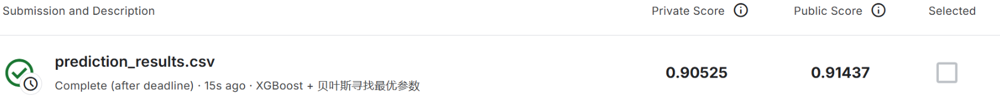 Submission and Description Private Score Public Score Selected
prediction_results.csv
0.90525 0.91437
Complete (after deadline) · 15s ago · XGBoost + 贝叶斯寻找最优参数